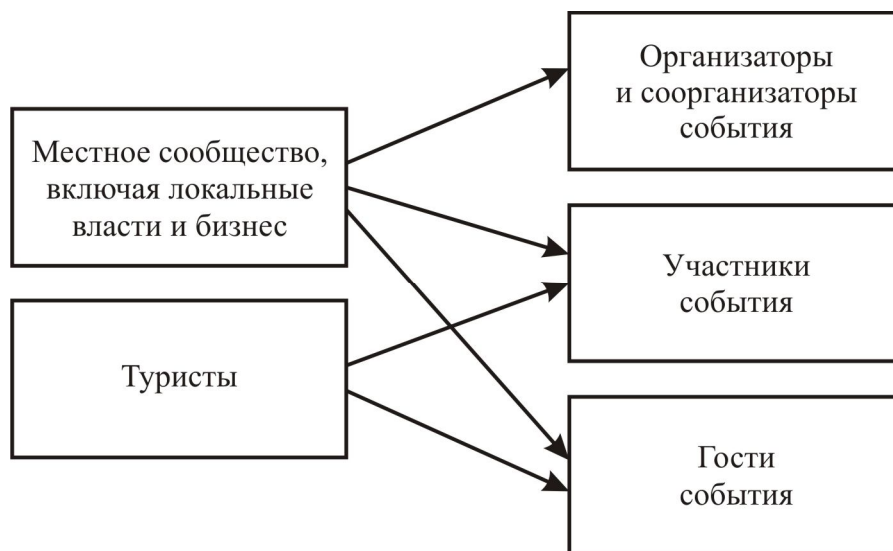 Местное сообщество,
включая локальные
власти и бизнес
Туристы
Организаторы
и соорганизаторы
события
Участники
события
Гости
события